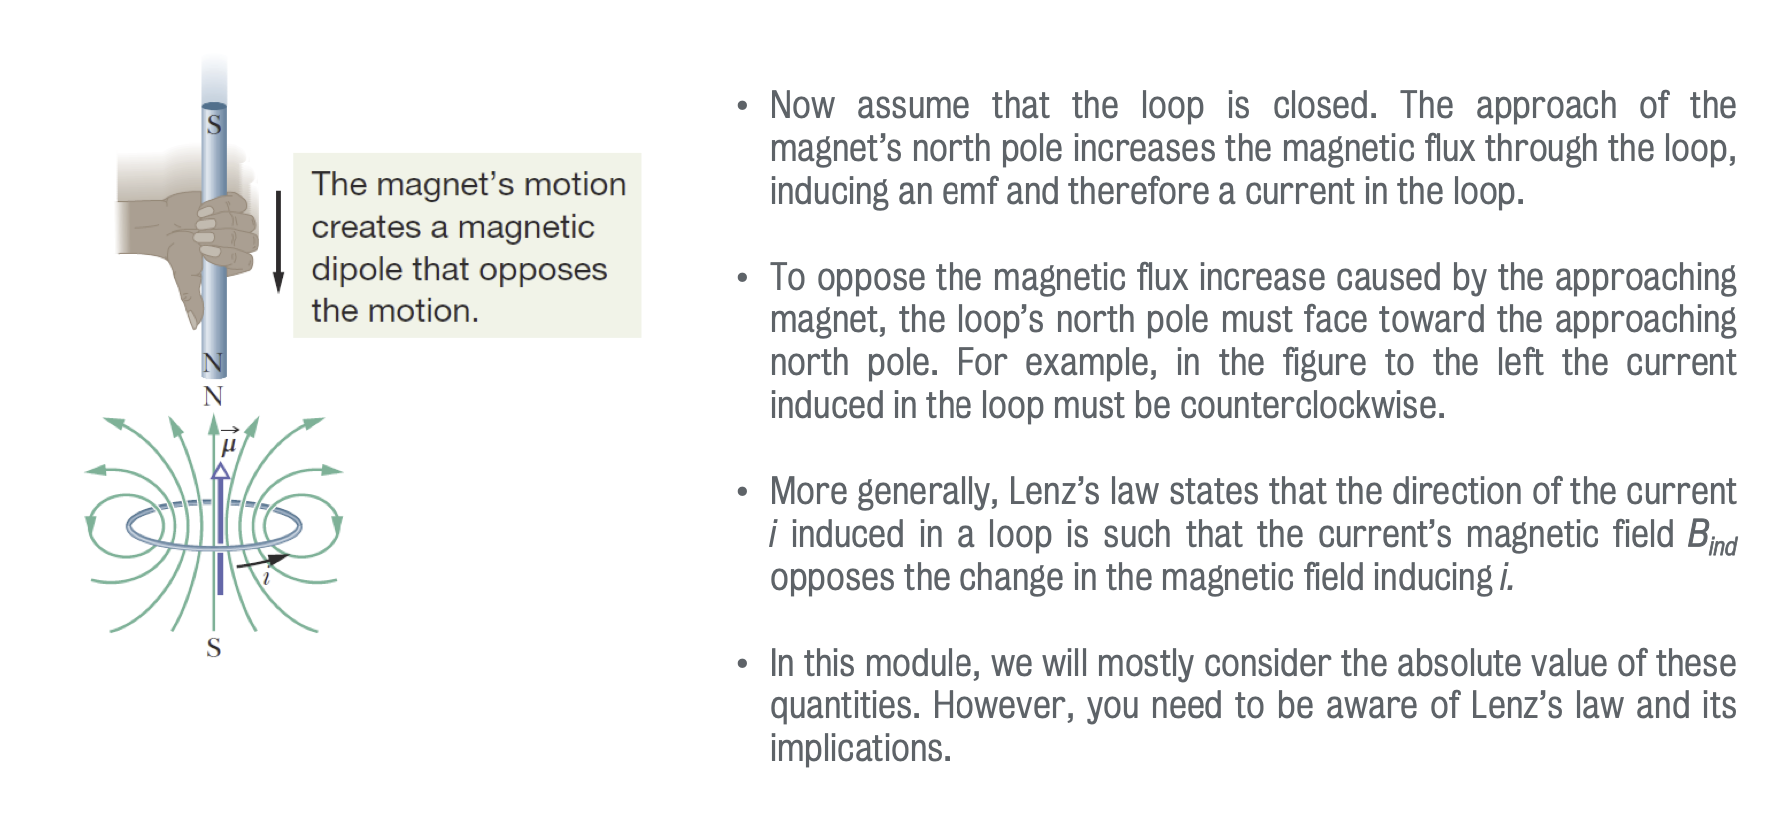 S
The magnet's motion
creates a magnetic
dipole that opposes
the motion.
N
N
μ⃗
i
S
• Now assume that the loop is closed. The approach of the
magnet's north pole increases the magnetic flux through the loop,
inducing an emf and therefore a current in the loop.
• To oppose the magnetic flux increase caused by the approaching
magnet, the loop's north pole must face toward the approaching
north pole. For example, in the figure to the left the current
induced in the loop must be counterclockwise.
• More generally, Lenz's law states that the direction of the current
i induced in a loop is such that the current's magnetic field B_ind
opposes the change in the magnetic field inducing i.
• In this module, we will mostly consider the absolute value of these
quantities. However, you need to be aware of Lenz's law and its
implications.